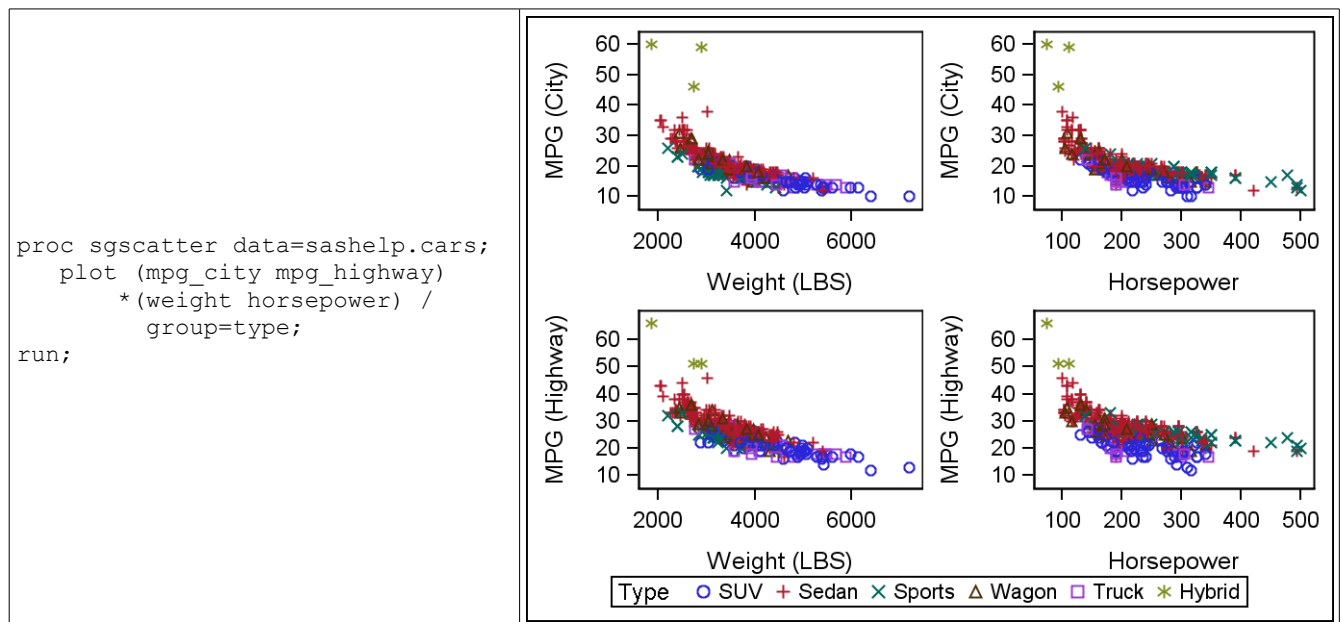 proc sgscatter data=sashelp.cars;
plot (mpg_city mpg_highway)
*(weight horsepower) /
group=type;
run;
MPG (City)
60
50
40
30
20
10
2000 4000 6000
Weight (LBS)
MPG (City)
60
50
40
30
20
10
100 200 300 400 500
Horsepower
MPG (Highway)
60
50
40
30
20
10
2000 4000 6000
Weight (LBS)
MPG (Highway)
60
50
40
30
20
10
100 200 300 400 500
Horsepower
Type SUV Sedan Sports Wagon Truck Hybrid